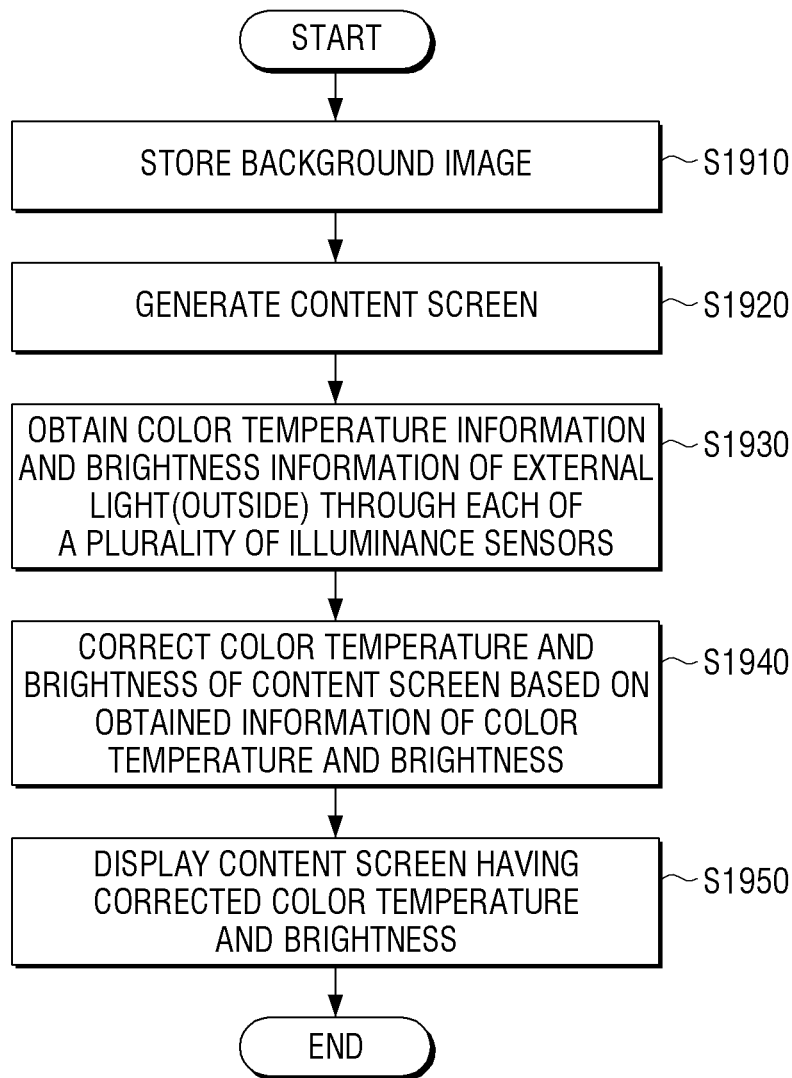 START
STORE BACKGROUND IMAGE
S1910
GENERATE CONTENT SCREEN
S1920
OBTAIN COLOR TEMPERATURE INFORMATION
AND BRIGHTNESS INFORMATION OF EXTERNAL
LIGHT(OUTSIDE) THROUGH EACH OF
A PLURALITY OF ILLUMINANCE SENSORS
S1930
CORRECT COLOR TEMPERATURE AND
BRIGHTNESS OF CONTENT SCREEN BASED ON
OBTAINED INFORMATION OF COLOR
TEMPERATURE AND BRIGHTNESS
S1940
DISPLAY CONTENT SCREEN HAVING
CORRECTED COLOR TEMPERATURE
AND BRIGHTNESS
S1950
END